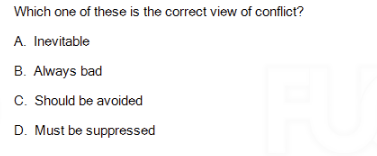 Which one of these is the correct view of conflict?
A. Inevitable
B. Always bad
C. Should be avoided
D. Must be suppressed